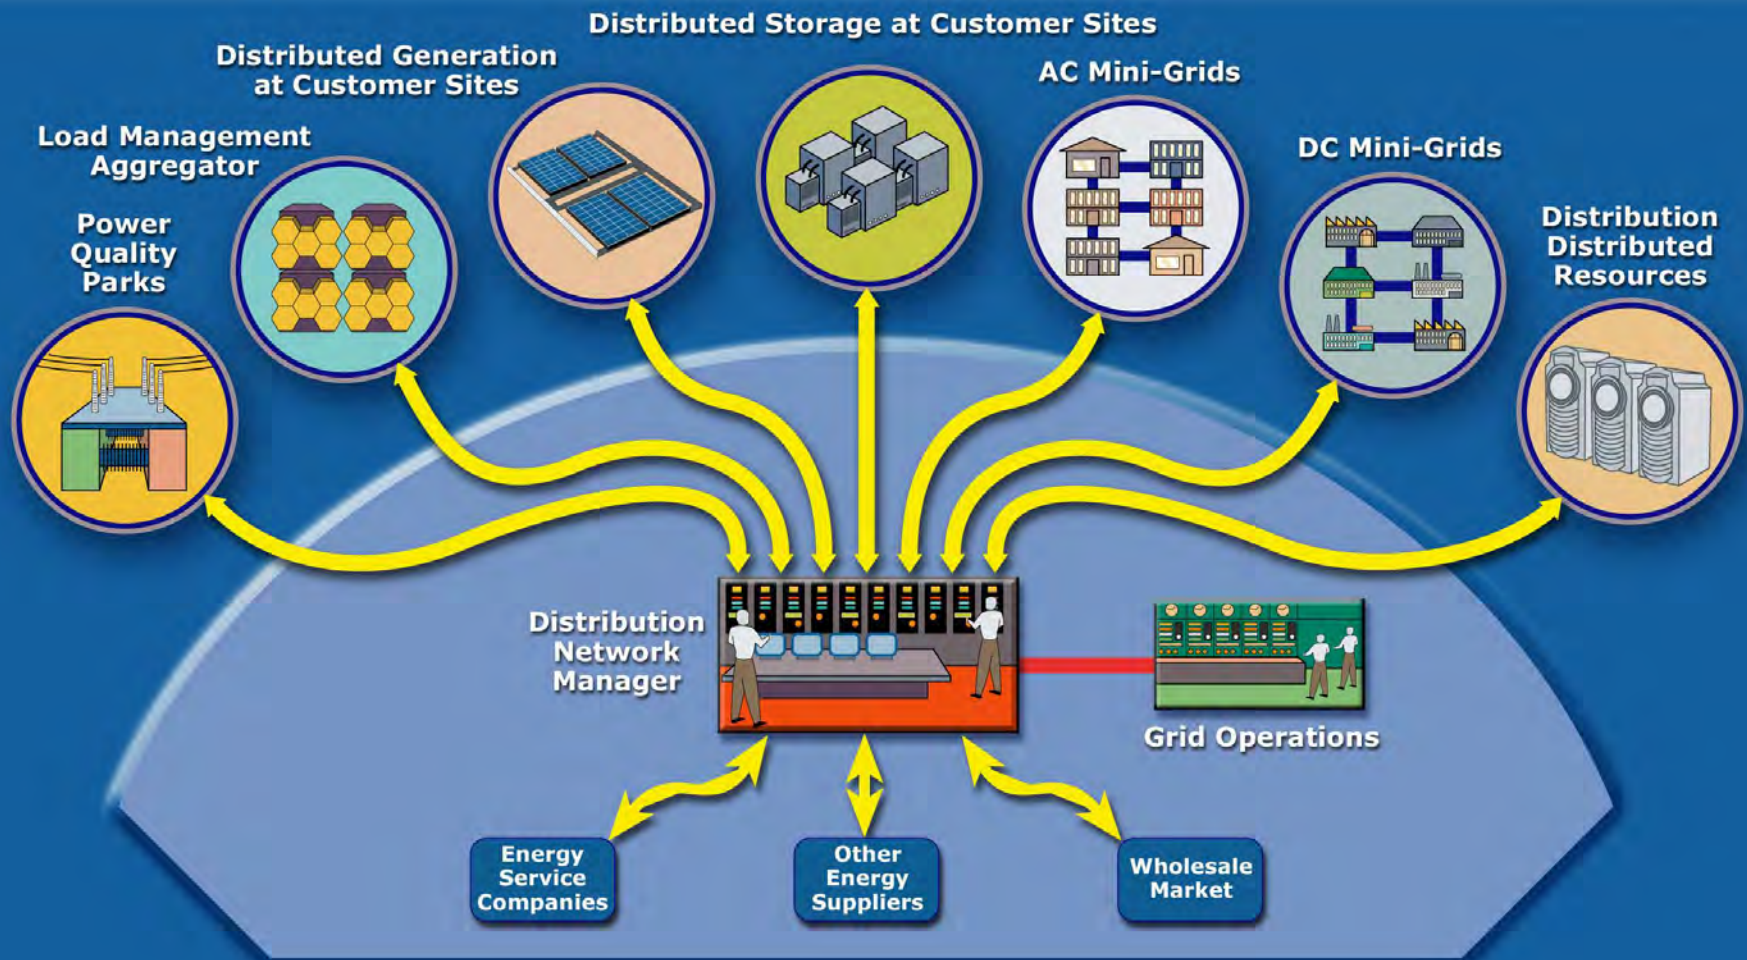 Distributed Storage at Customer Sites
Distributed Generation
at Customer Sites
AC Mini-Grids
Load Management
Aggregator
DC Mini-Grids
Power
Quality
Parks
Distribution
Distributed
Resources
Distribution
Network
Manager
Grid Operations
Energy
Service
Companies
Other
Energy
Suppliers
Wholesale
Market